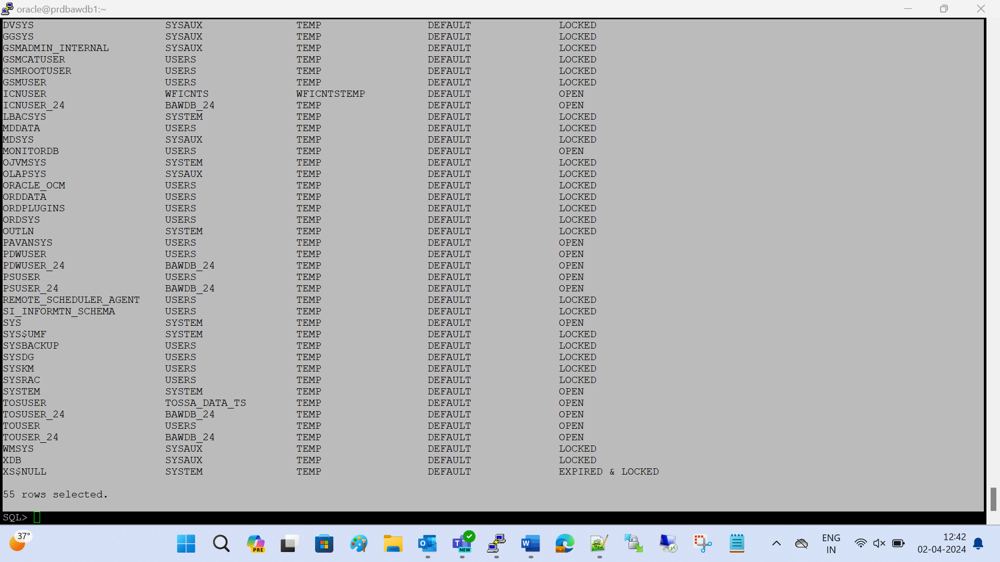 oracle@prdbawdb1:~
DVSYS SYSAUX TEMP DEFAULT LOCKED
GGSYS SYSAUX TEMP DEFAULT LOCKED
GSMADMIN_INTERNAL SYSAUX TEMP DEFAULT LOCKED
GSMCATUSER USERS TEMP DEFAULT LOCKED
GSMROOTUSER USERS TEMP DEFAULT LOCKED
GSMUSER USERS TEMP DEFAULT LOCKED
ICNUSER WFICNTS WFICNTSTEMP DEFAULT OPEN
ICNUSER_24 BAWDB_24 TEMP DEFAULT OPEN
LBACSYS SYSTEM TEMP DEFAULT LOCKED
MDDATA USERS TEMP DEFAULT LOCKED
MDSYS SYSAUX TEMP DEFAULT LOCKED
MONITORDB USERS TEMP DEFAULT OPEN
OJVMSYS SYSTEM TEMP DEFAULT LOCKED
OLAPSYS SYSAUX TEMP DEFAULT LOCKED
ORACLE_OCM USERS TEMP DEFAULT LOCKED
ORDDATA USERS TEMP DEFAULT LOCKED
ORDPLUGINS USERS TEMP DEFAULT LOCKED
ORDSYS USERS TEMP DEFAULT LOCKED
OUTLN SYSTEM TEMP DEFAULT LOCKED
PAVANSYS USERS TEMP DEFAULT OPEN
PDWUSER USERS TEMP DEFAULT OPEN
PDWUSER_24 BAWDB_24 TEMP DEFAULT OPEN
PSUSER USERS TEMP DEFAULT OPEN
PSUSER_24 BAWDB_24 TEMP DEFAULT OPEN
REMOTE_SCHEDULER_AGENT USERS TEMP DEFAULT LOCKED
SI_INFORMTN_SCHEMA USERS TEMP DEFAULT LOCKED
SYS SYSTEM TEMP DEFAULT OPEN
SYS$UMF SYSTEM TEMP DEFAULT LOCKED
SYSBACKUP USERS TEMP DEFAULT LOCKED
SYSDG USERS TEMP DEFAULT LOCKED
SYSKM USERS TEMP DEFAULT LOCKED
SYSRAC USERS TEMP DEFAULT LOCKED
SYSTEM SYSTEM TEMP DEFAULT OPEN
TOSUSER TOSSA_DATA_TS TEMP DEFAULT OPEN
TOSUSER_24 BAWDB_24 TEMP DEFAULT OPEN
TOUSER USERS TEMP DEFAULT OPEN
TOUSER_24 BAWDB_24 TEMP DEFAULT OPEN
WMSYS SYSAUX TEMP DEFAULT LOCKED
XDB SYSAUX TEMP DEFAULT LOCKED
XS$NULL SYSTEM TEMP DEFAULT EXPIRED & LOCKED
55 rows selected.
SQL>
37°
PRE
NEW
ENG
IN
12:42
02-04-2024